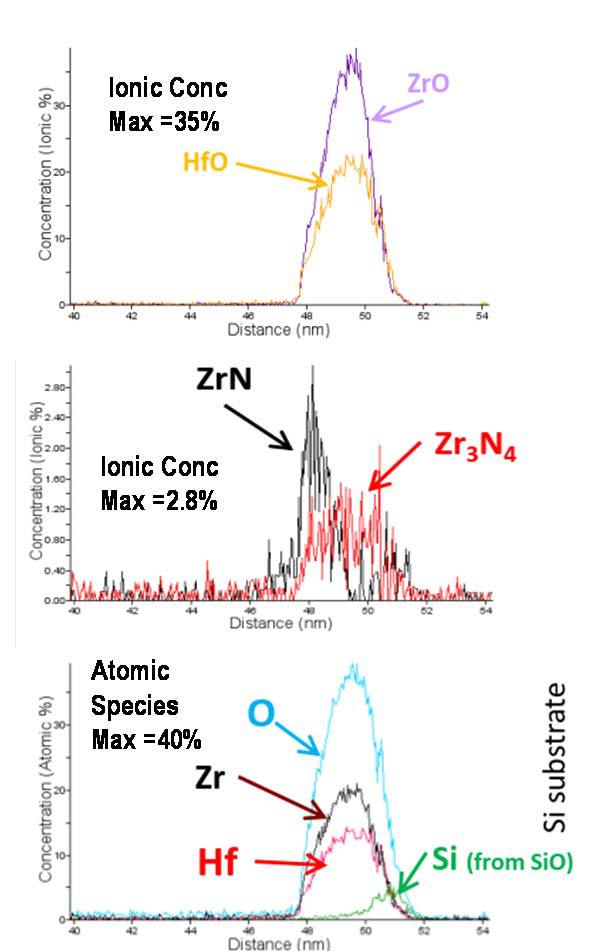 Ionic Conc
Max =35%
ZrO
HfO
Concentration (Ionic %)
30
20
10
0
40 42 44 46 48 50 52 54
Distance (nm)
ZrN
Zr₃N₄
Ionic Conc
Max =2.8%
Concentration (Ionic %)
2.80
2.40
2.00
1.60
1.20
0.80
0.40
0.00
40 42 44 46 48 50 52 54
Distance (nm)
Atomic
Species
Max =40%
O
Zr
Hf
Si (from SiO)
Si substrate
Concentration (Atomic %)
30
20
10
0
40 42 44 46 48 50 52 54
Distance (nm)